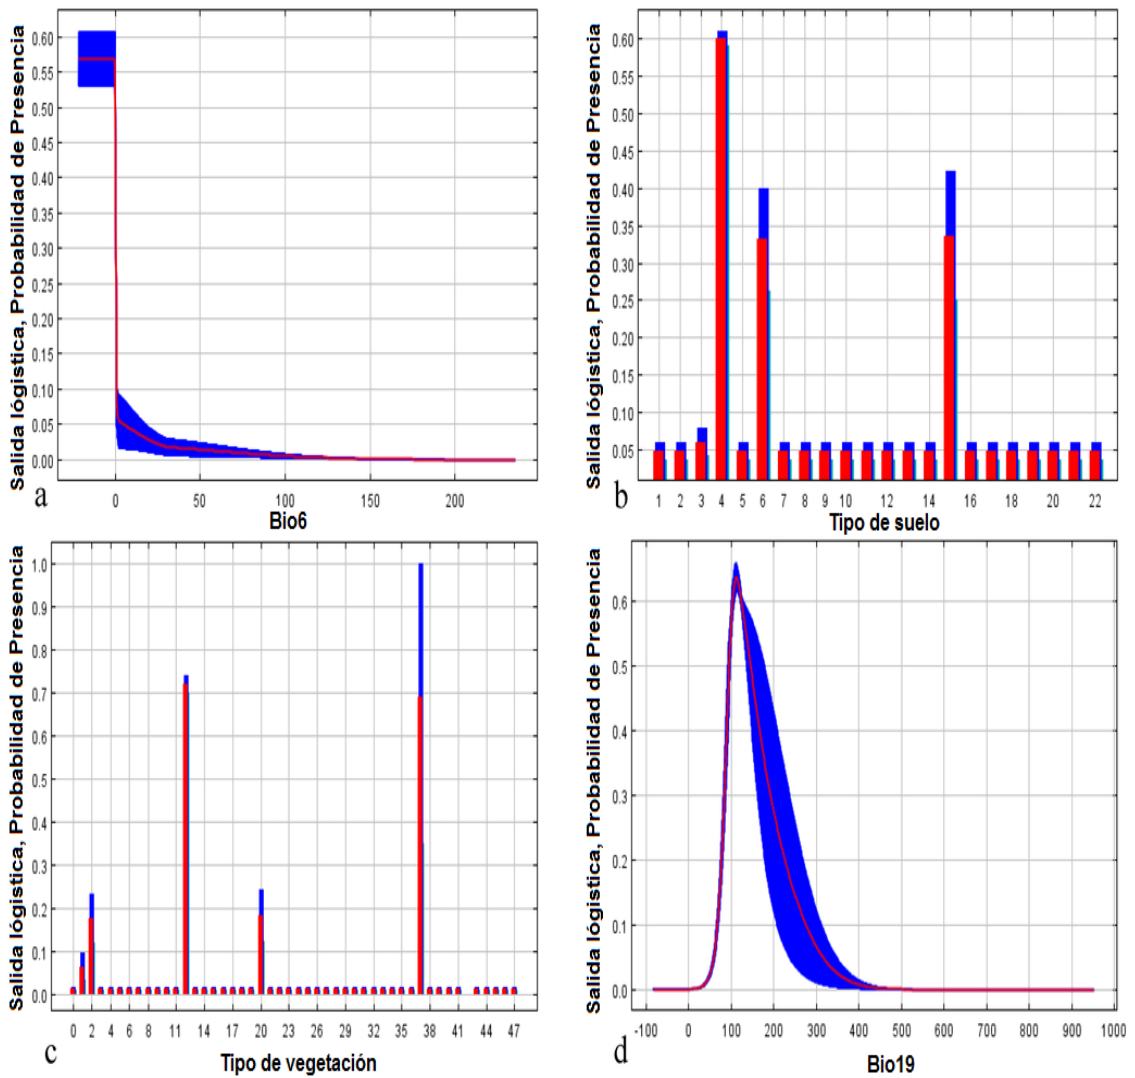 Salida lógistica, Probabilidad de Presencia
0.60
0.55
0.50
0.45
0.40
0.35
0.30
0.25
0.20
0.15
0.10
0.05
0.00
0 50 100 150 200
a
Bio6
Salida lógistica, Probabilidad de Presencia
0.60
0.55
0.50
0.45
0.40
0.35
0.30
0.25
0.20
0.15
0.10
0.05
1 2 3 4 5 6 7 8 9 10 12 14 16 18 20 22
b
Tipo de suelo
Salida lógistica, Probabilidad de Presencia
1.0
0.9
0.8
0.7
0.6
0.5
0.4
0.3
0.2
0.1
0.0
0 2 4 6 8 11 14 17 20 23 26 29 32 35 38 41 44 47
c
Tipo de vegetación
Salida lógistica, Probabilidad de Presencia
0.6
0.5
0.4
0.3
0.2
0.1
0.0
-100 0 100 200 300 400 500 600 700 800 900 1000
d
Bio19